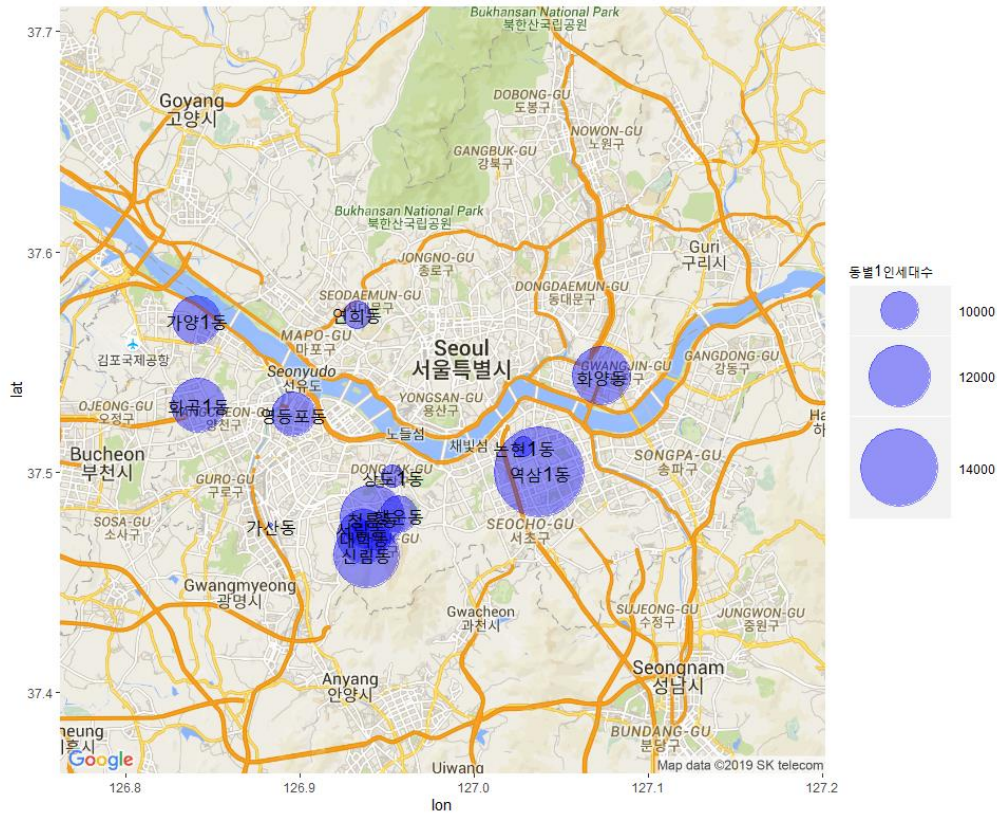 37.7
37.6
37.5
37.4
lat
126.8
126.9
127.0
127.1
127.2
lon
Bukhansan National Park
북한산국립공원
Goyang
고양시
DOBONG-GU
도봉구
NOWON-GU
노원구
GANGBUK-GU
강북구
Bukhansan National Park
북한산국립공원
JONGNO-GU
종로구
Guri
구리시
SEODAEMUN-GU
연희동
DONGDAEMUN-GU
동대문구
가양1동
MAPO-GU
마포구
김포국제공항
Seoul
서울특별시
GANGDONG-GU
강동구
Seonyudo
선유도
화양동
YONGSAN-GU
용산구
OJEONG-GU
오정구
화곡1동
양천구
영등포동
노들섬
채빛섬
논현1동
SONGPA-GU
송파구
Bucheon
부천시
상도1동
역삼1동
GURO-GU
구로구
SOSA-GU
소사구
가산동
SEOCHO-GU
서초구
신림동
Gwangmyeong
광명시
Gwacheon
과천시
SUJEONG-GU
수정구
JUNGWON-GU
중원구
Anyang
안양시
Seongnam
성남시
BUNDANG-GU
분당구
Uiwang
Google
Map data ©2019 SK telecom
동별1인세대수
10000
12000
14000